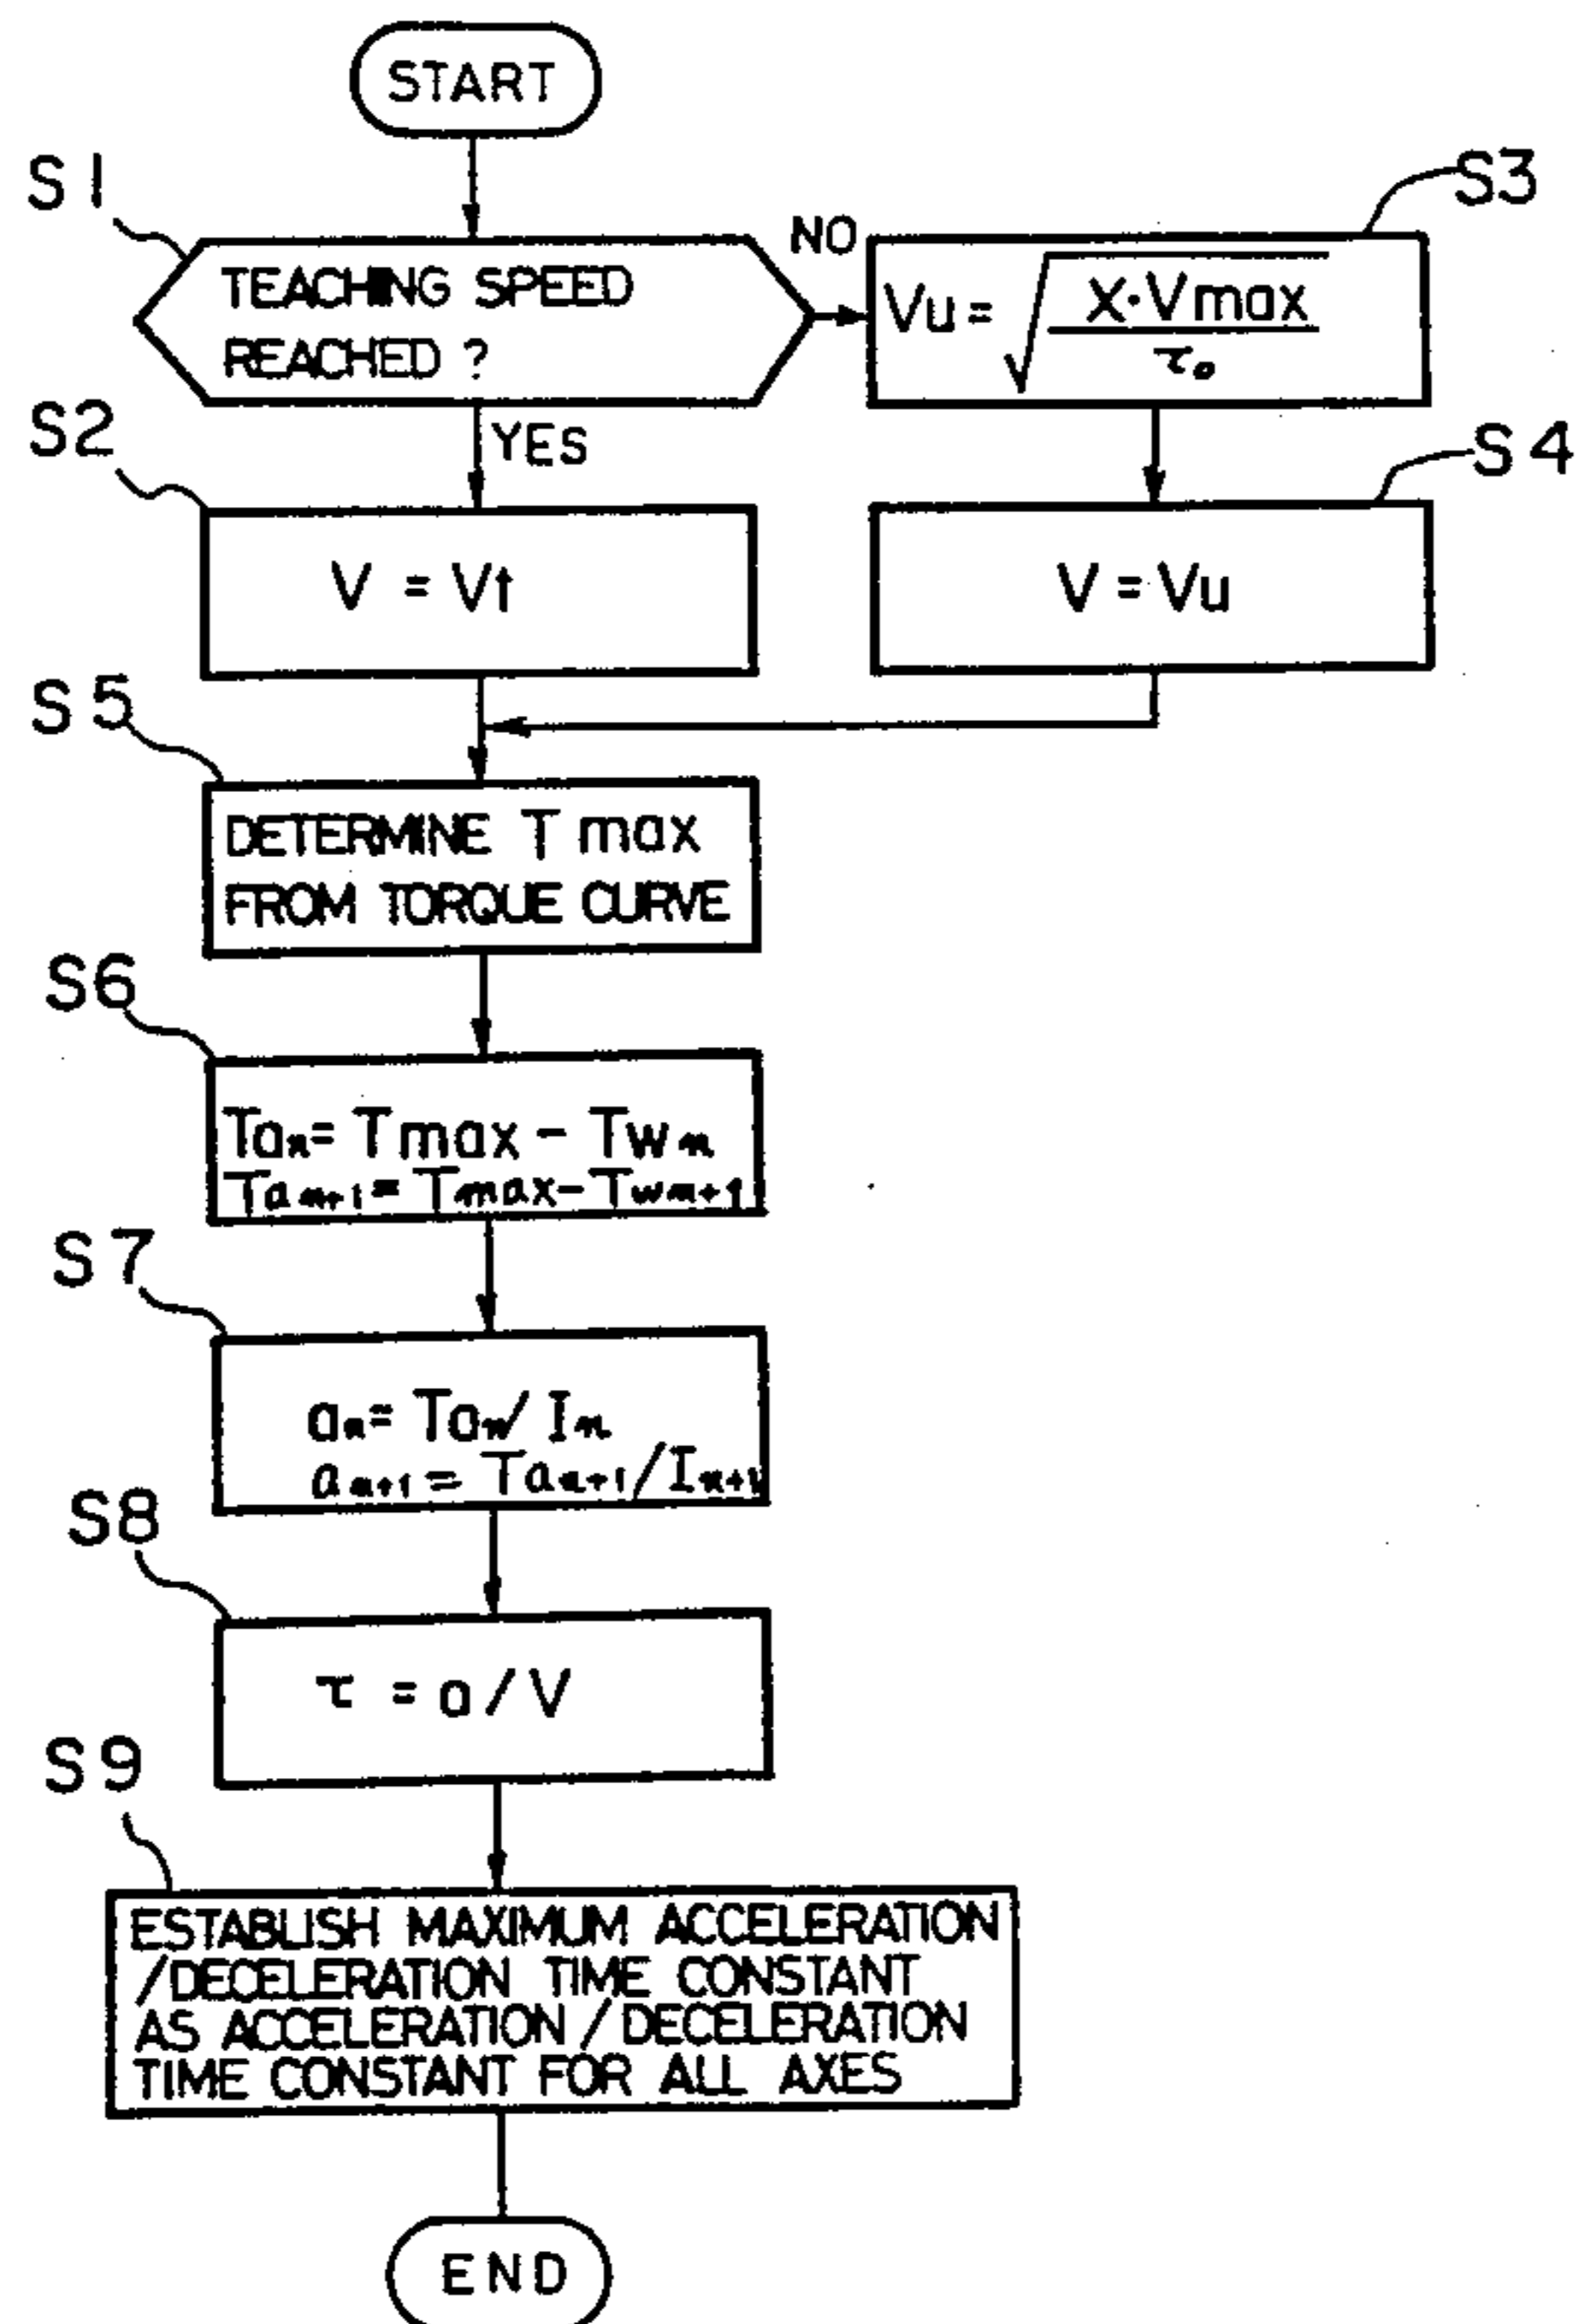 START
S1
TEACHING SPEED
REACHED ?
NO
S3
Vu = √(x·Vmax / τ₀)
S2
YES
V = Vt
S4
V = Vu
S5
DETERMINE T max
FROM TORQUE CURVE
S6
Taₙ = Tmax - Twₙ
Taₙ₊₁ = Tmax - Twₙ₊₁
S7
aₙ = Taₙ / Iₙ
aₙ₊₁ = Taₙ₊₁ / Iₙ₊₁
S8
τ = a / V
S9
ESTABLISH MAXIMUM ACCELERATION
/DECELERATION TIME CONSTANT
AS ACCELERATION / DECELERATION
TIME CONSTANT FOR ALL AXES
END